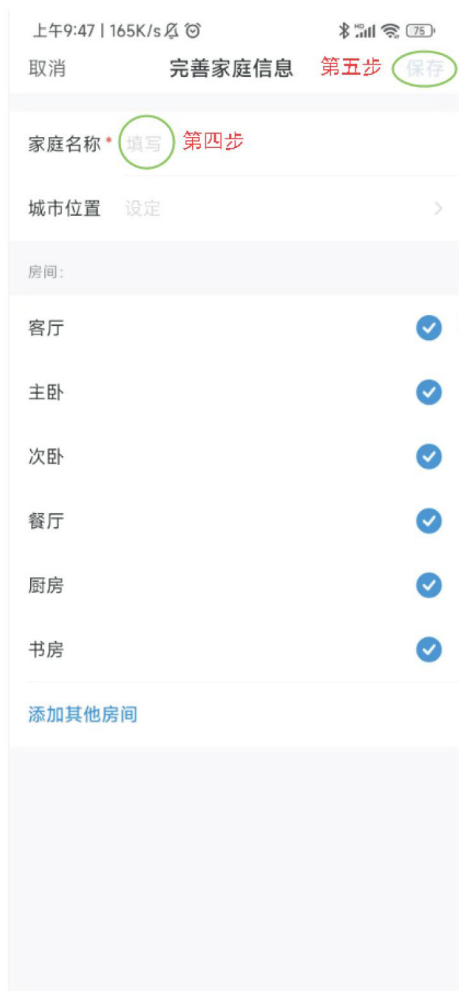 上午9:47 | 165K/s
75
取消 完善家庭信息 第五步 保存
家庭名称 * 填写 第四步
城市位置 设定
房间:
客厅
主卧
次卧
餐厅
厨房
书房
添加其他房间